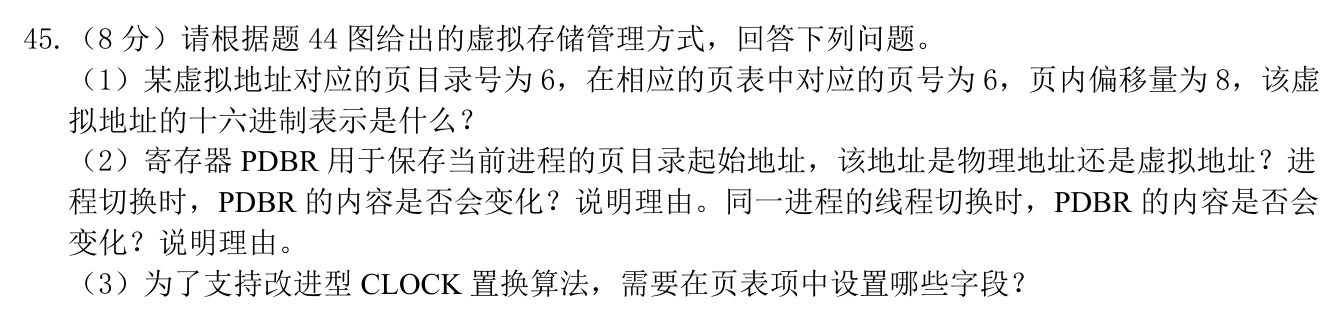 45. （8 分）请根据题 44 图给出的虚拟存储管理方式，回答下列问题。
（1）某虚拟地址对应的页目录号为 6，在相应的页表中对应的页号为 6，页内偏移量为 8，该虚
拟地址的十六进制表示是什么？
（2）寄存器 PDBR 用于保存当前进程的页目录起始地址，该地址是物理地址还是虚拟地址？进
程切换时，PDBR 的内容是否会变化？说明理由。同一进程的线程切换时，PDBR 的内容是否会
变化？说明理由。
（3）为了支持改进型 CLOCK 置换算法，需要在页表项中设置哪些字段？